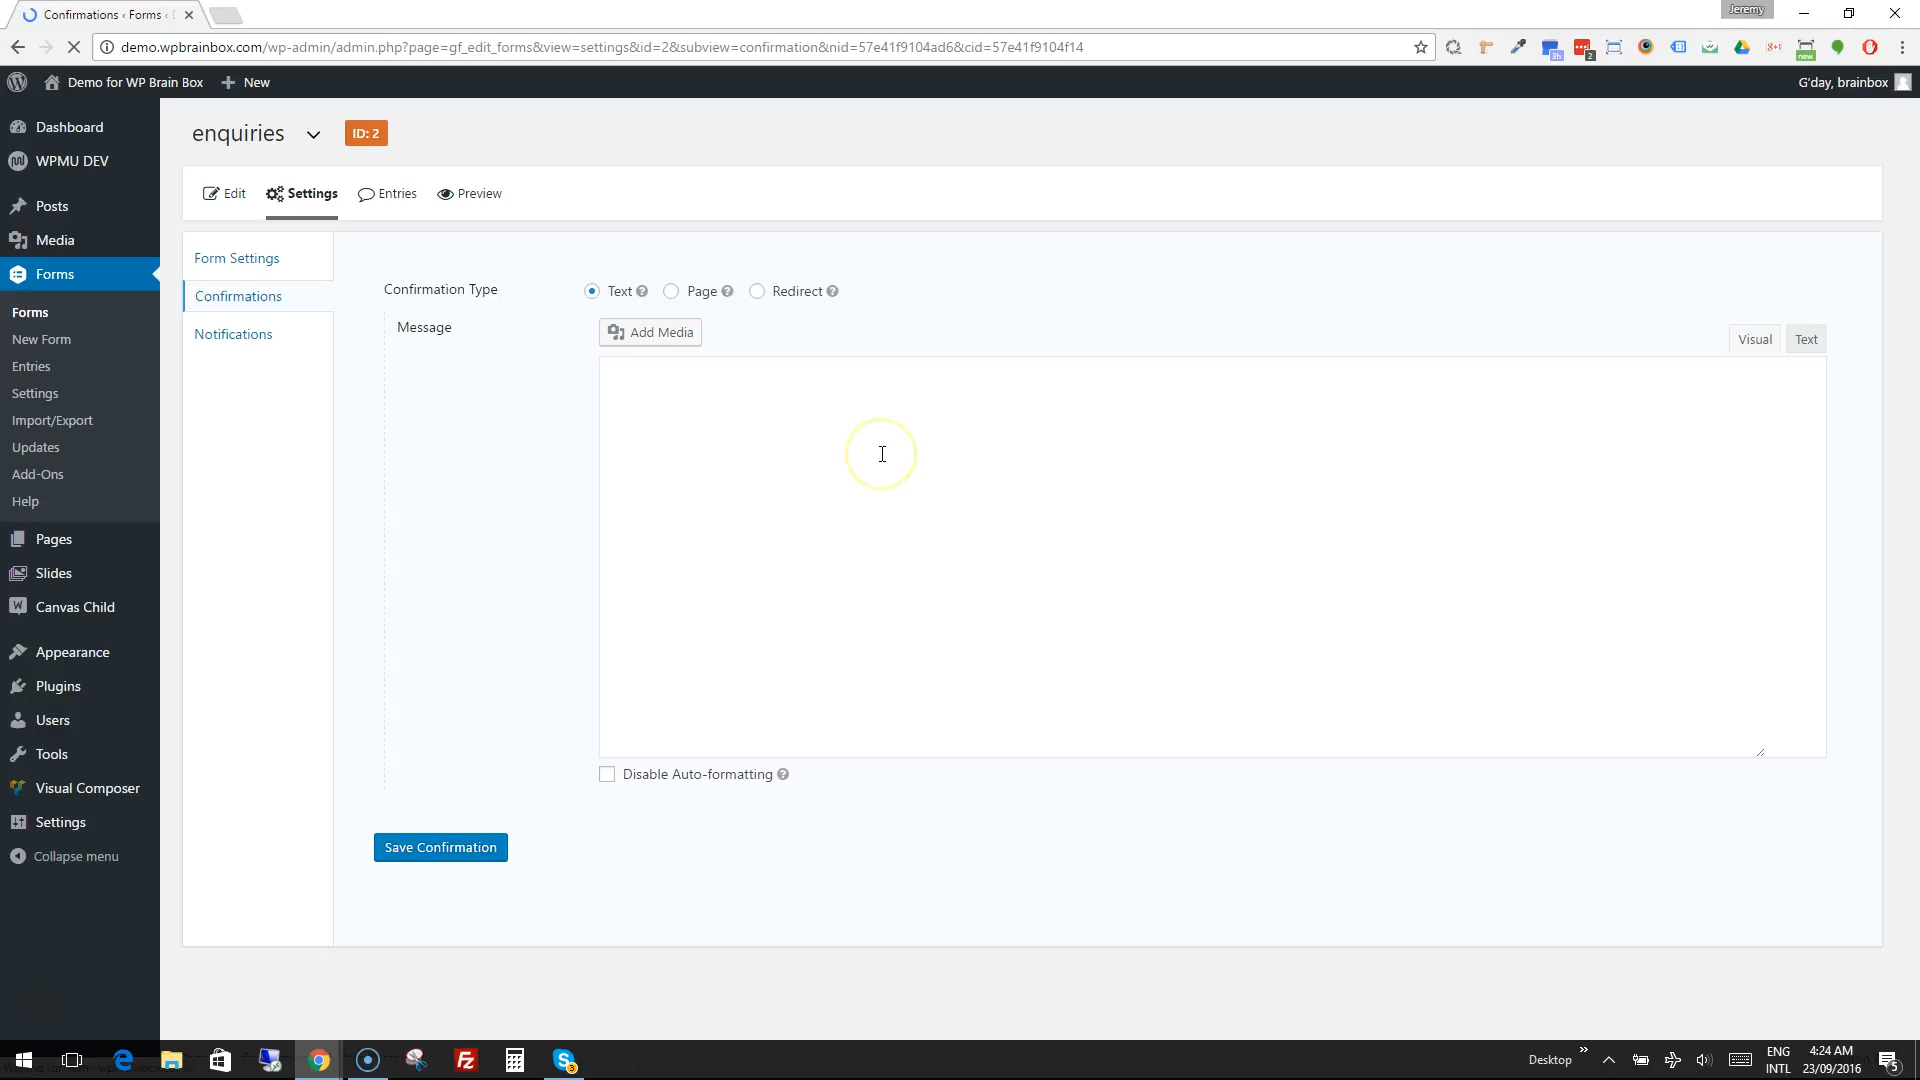 Confirmations ‹ Forms ‹
Jeremy
demo.wpbrainbox.com/wp-admin/admin.php?page=gf_edit_forms&view=settings&id=2&subview=confirmation&nid=57e41f9104ad6&cid=57e41f9104f14
Demo for WP Brain Box
New
G'day, brainbox
Dashboard
WPMU DEV
Posts
Media
Forms
Forms
New Form
Entries
Settings
Import/Export
Updates
Add-Ons
Help
Pages
Slides
Canvas Child
Appearance
Plugins
Users
Tools
Visual Composer
Settings
Collapse menu
enquiries
ID: 2
Edit
Settings
Entries
Preview
Form Settings
Confirmations
Notifications
Confirmation Type
Text
Page
Redirect
Message
Add Media
Visual
Text
Disable Auto-formatting
Save Confirmation
Desktop
ENG
INTL
4:24 AM
23/09/2016
5